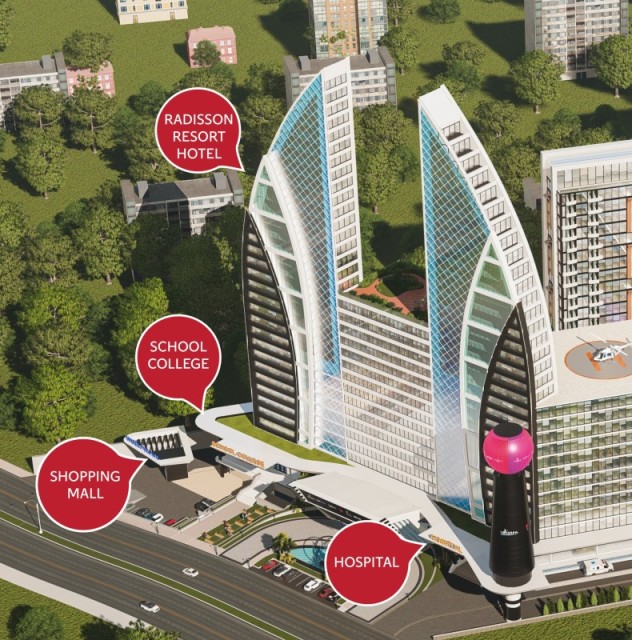 RADISSON
RESORT
HOTEL
SCHOOL
COLLEGE
SHOPPING
MALL
HOSPITAL